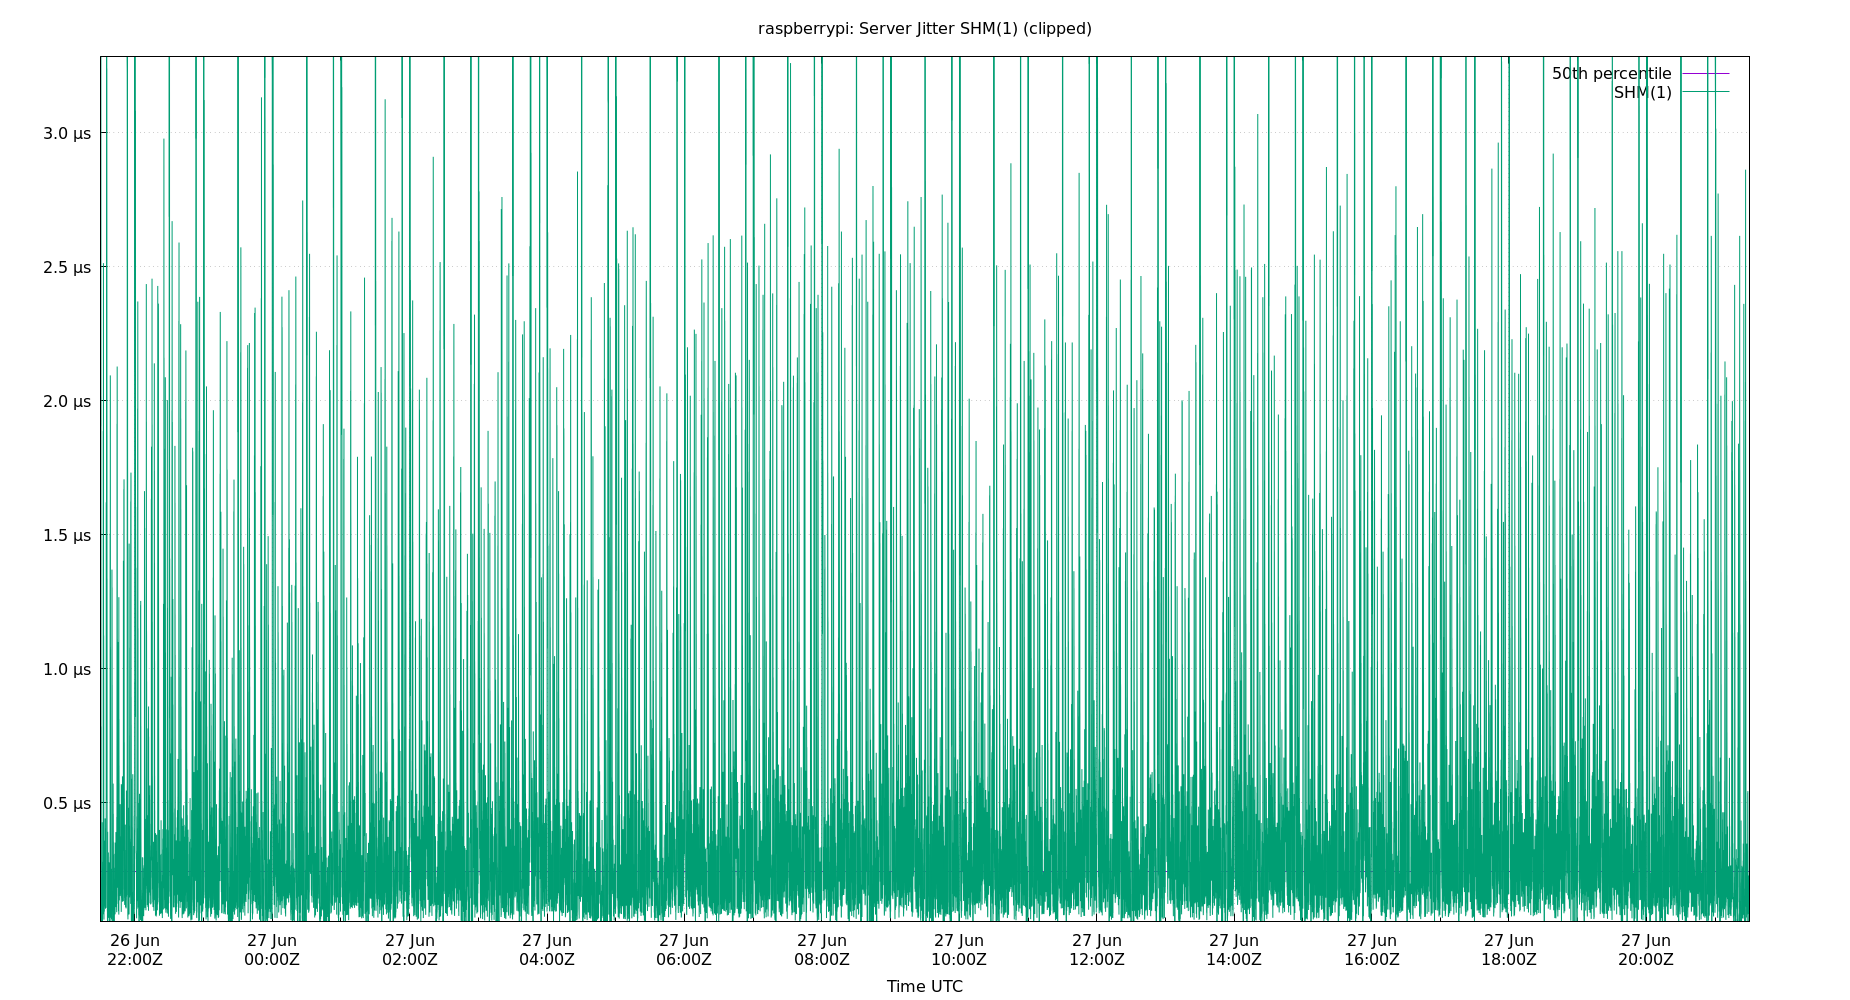 raspberrypi: Server Jitter SHM(1) (clipped)
50th percentile
SHM(1)
3.0 μs
2.5 μs
2.0 μs
1.5 μs
1.0 μs
0.5 μs
26 Jun 27 Jun 27 Jun 27 Jun 27 Jun 27 Jun 27 Jun 27 Jun 27 Jun 27 Jun 27 Jun 27 Jun
22:00Z 00:00Z 02:00Z 04:00Z 06:00Z 08:00Z 10:00Z 12:00Z 14:00Z 16:00Z 18:00Z 20:00Z
Time UTC